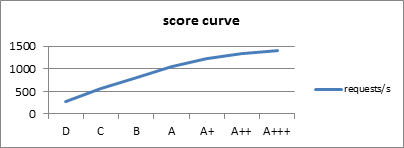 score curve
1500
1000
500
0
D C B A A+ A++ A+++
requests/s